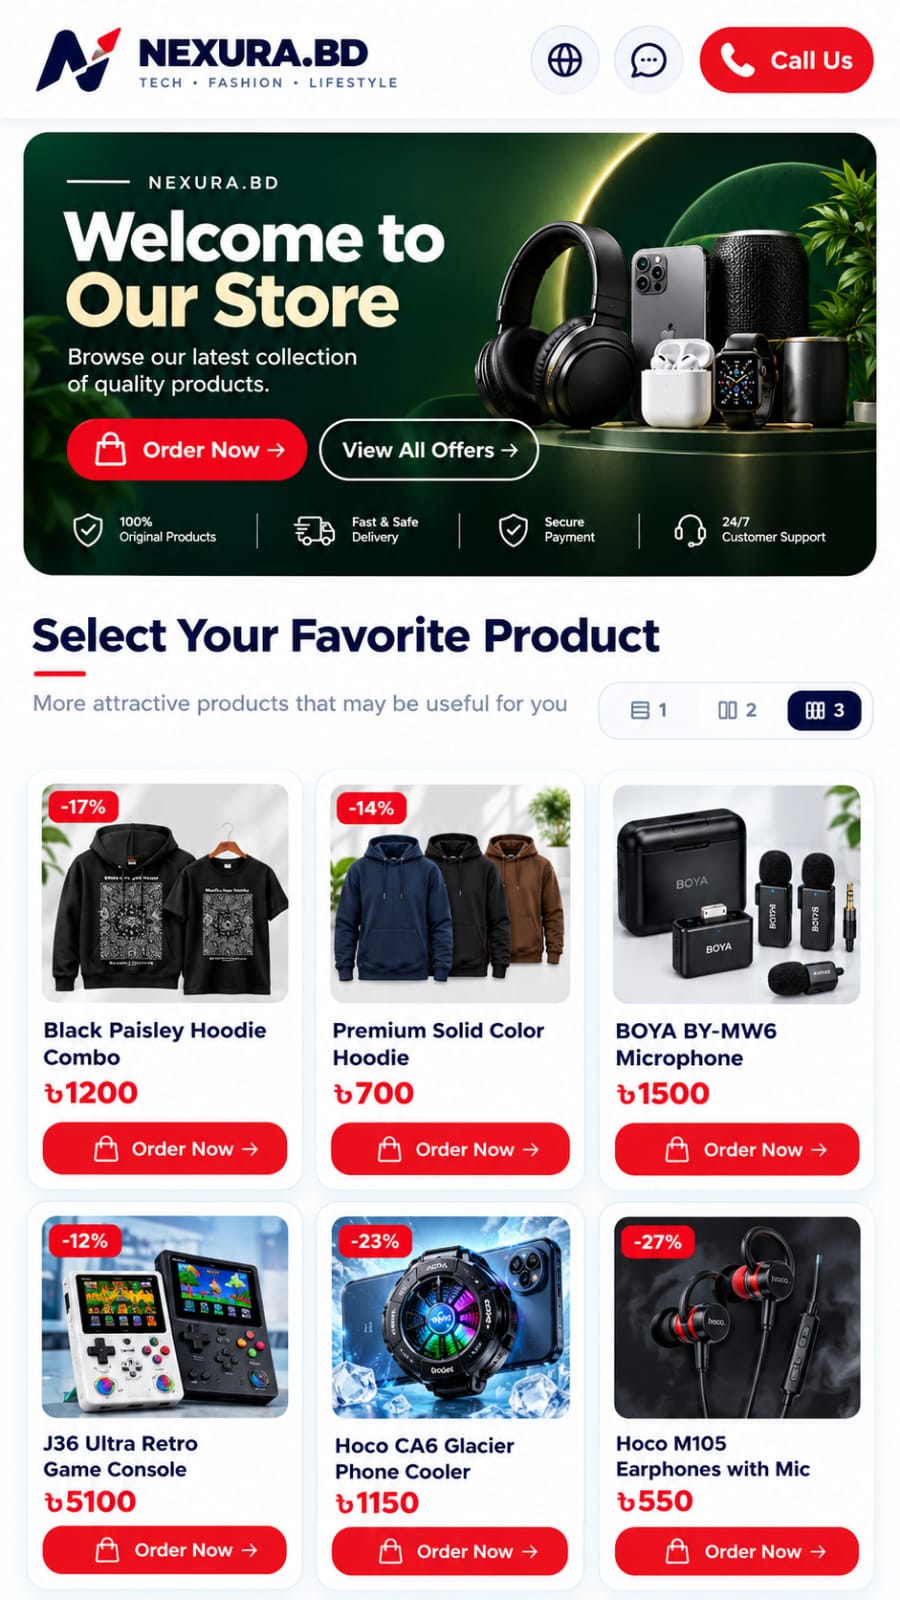 NEXURA.BD
TECH • FASHION • LIFESTYLE
Call Us
NEXURA.BD
Welcome to
Our Store
Browse our latest collection
of quality products.
Order Now →
View All Offers →
100%
Original Products
Fast & Safe
Delivery
Secure
Payment
24/7
Customer Support
Select Your Favorite Product
More attractive products that may be useful for you
1
2
3
-17%
-14%
BOYA
BOYA
Black Paisley Hoodie
Combo
৳1200
Order Now →
Premium Solid Color
Hoodie
৳700
Order Now →
BOYA BY-MW6
Microphone
৳1500
Order Now →
-12%
-23%
-27%
hoco.
hoco.
J36 Ultra Retro
Game Console
৳5100
Order Now →
Hoco CA6 Glacier
Phone Cooler
৳1150
Order Now →
Hoco M105
Earphones with Mic
৳550
Order Now →